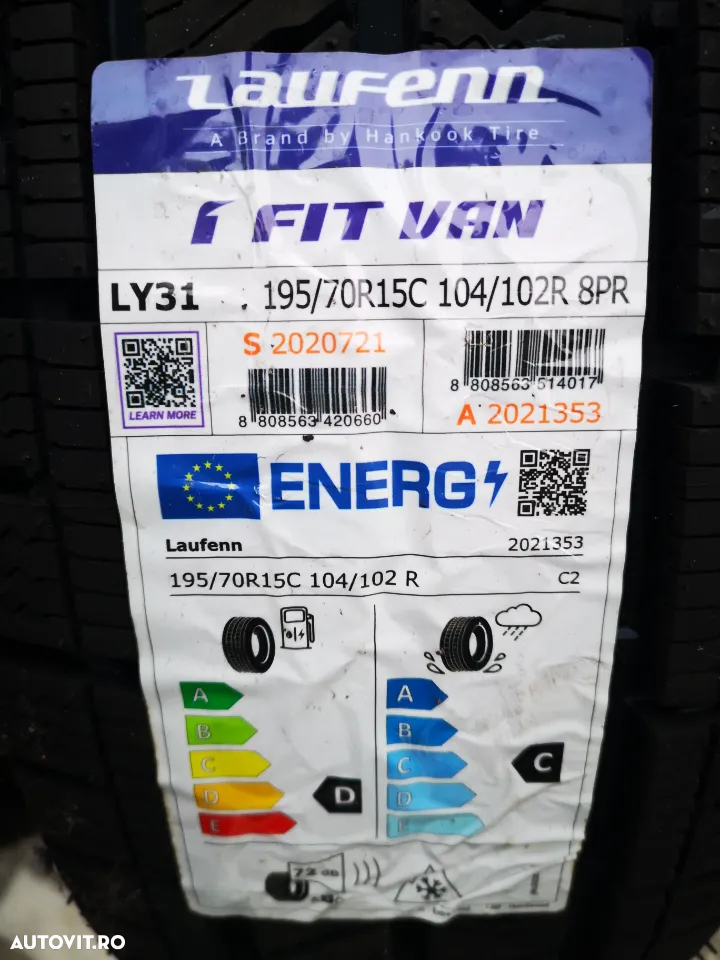 Laufenn
A Brand by Hankook Tire
i FIT VAN
LY31 195/70R15C 104/102R 8PR
LEARN MORE
S 2020721
8 808563 420660
8 808563 514017
A 2021353
ENERG
Laufenn 2021353
195/70R15C 104/102 R C2
A
B
C
D
E
D
A
B
C
D
E
C
72 dB
AUTOVIT.RO